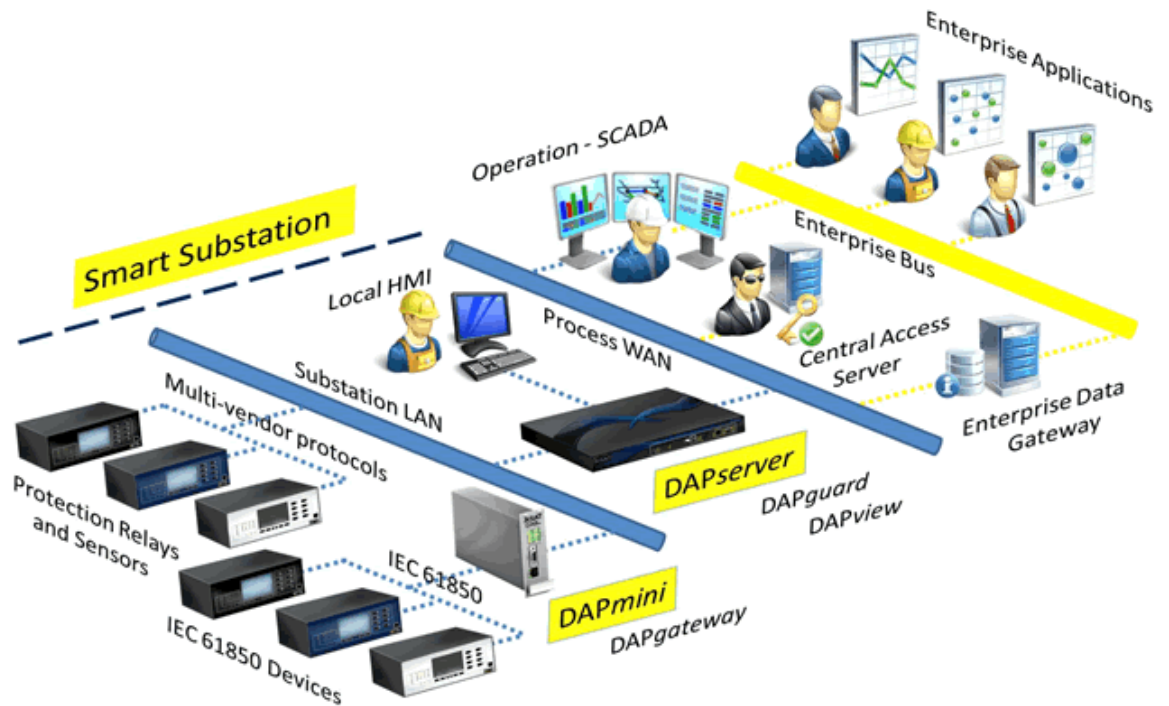 Enterprise Applications
Operation - SCADA
Smart Substation
Enterprise Bus
Local HMI
Process WAN
Central Access
Server
Substation LAN
Multi-vendor protocols
Enterprise Data
Gateway
DAPserver
DAPguard
DAPview
Protection Relays
and Sensors
IEC 61850
DAPmini
DAPgateway
IEC 61850 Devices